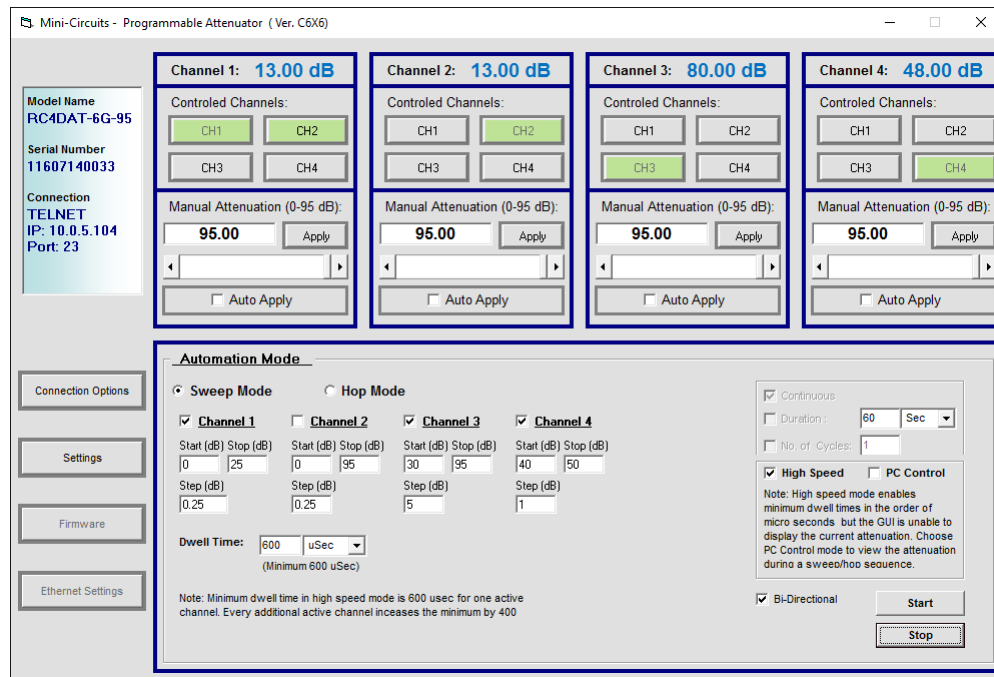 Mini-Circuits - Programmable Attenuator ( Ver. C6X6)
Model Name
RC4DAT-6G-95
Serial Number
11607140033
Connection
TELNET
IP: 10.0.5.104
Port: 23
Channel 1: 13.00 dB
Controled Channels:
CH1 CH2
CH3 CH4
Manual Attenuation (0-95 dB):
95.00 Apply
Auto Apply
Channel 2: 13.00 dB
Controled Channels:
CH1 CH2
CH3 CH4
Manual Attenuation (0-95 dB):
95.00 Apply
Auto Apply
Channel 3: 80.00 dB
Controled Channels:
CH1 CH2
CH3 CH4
Manual Attenuation (0-95 dB):
95.00 Apply
Auto Apply
Channel 4: 48.00 dB
Controled Channels:
CH1 CH2
CH3 CH4
Manual Attenuation (0-95 dB):
95.00 Apply
Auto Apply
Connection Options
Settings
Firmware
Ethernet Settings
Automation Mode
Sweep Mode Hop Mode
Channel 1 Channel 2 Channel 3 Channel 4
Start (dB) Stop (dB) Start (dB) Stop (dB) Start (dB) Stop (dB) Start (dB) Stop (dB)
0 25 0 95 30 95 40 50
Step (dB) Step (dB) Step (dB) Step (dB)
0.25 0.25 5 1
Dwell Time: 600 uSec
(Minimum 600 uSec)
Note: Minimum dwell time in high speed mode is 600 usec for one active
channel. Every additional active channel inceases the minimum by 400
Continuous
Duration : 60 Sec
No. of Cycles: 1
High Speed PC Control
Note: High speed mode enables
minimum dwell times in the order of
micro seconds but the GUI is unable to
display the current attenuation. Choose
PC Control mode to view the attenuation
during a sweep/hop sequence.
Bi-Directional Start
Stop